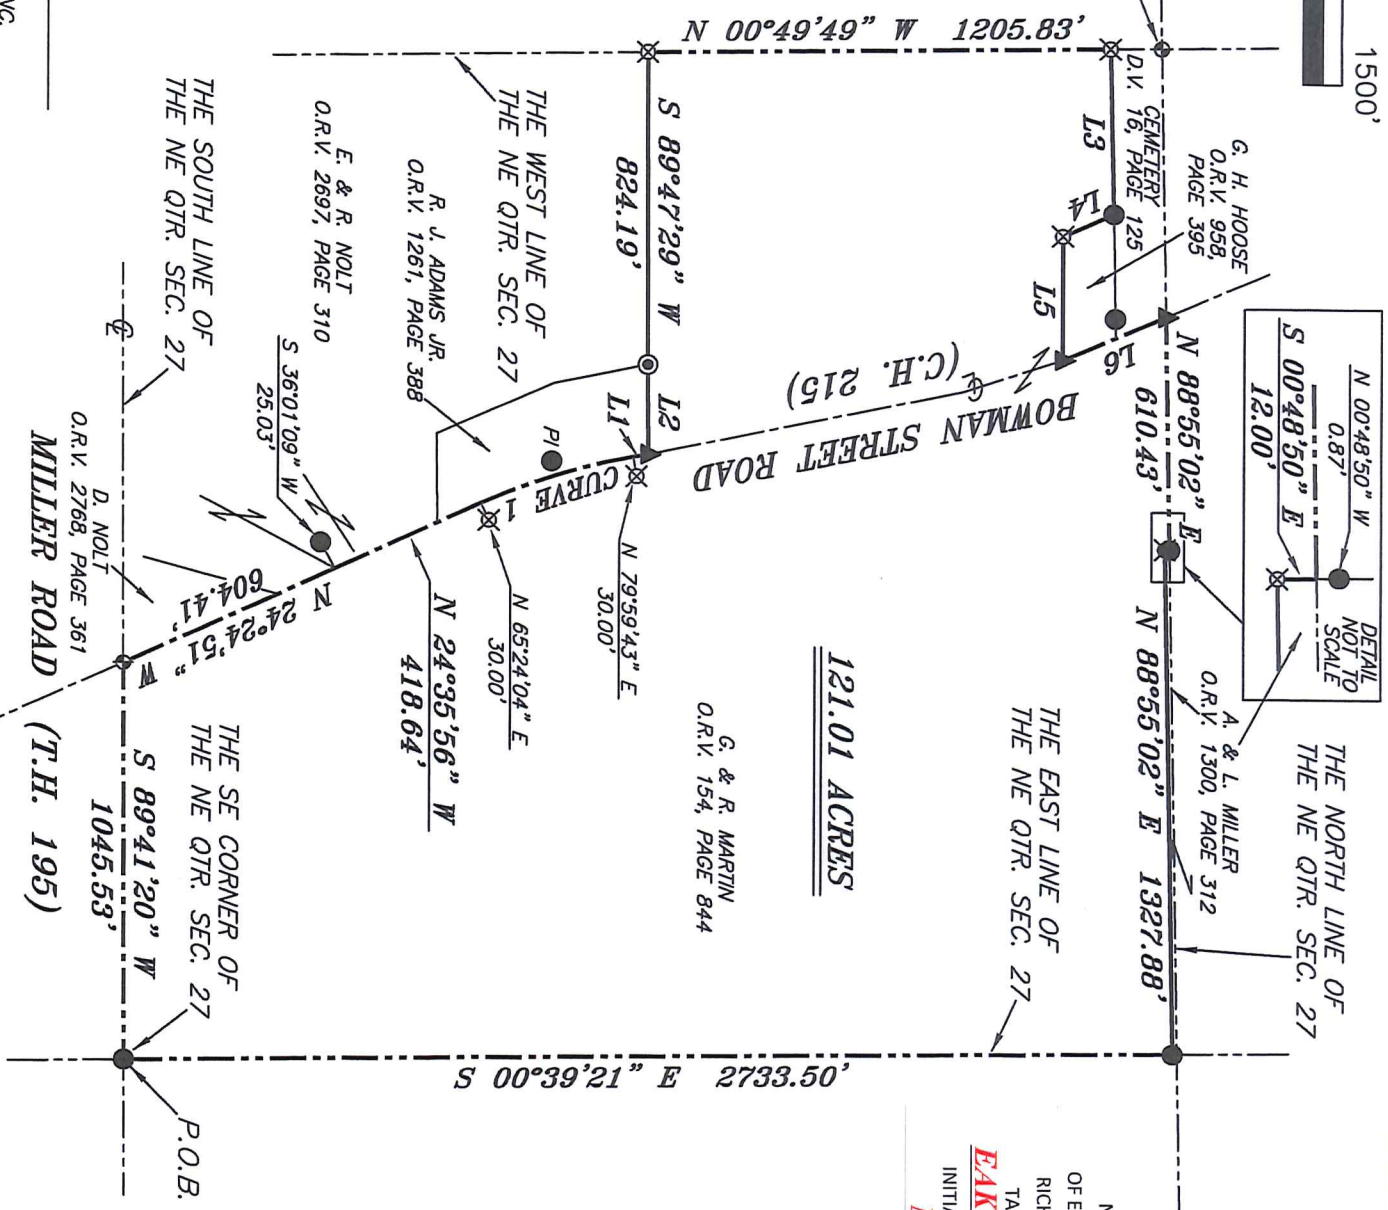 1500'
N 00°49'49" W 1205.83'
CEMETERY
D.V. 16, PAGE 125
G. H. HOOSE
O.R.V. 958,
PAGE 395
L3
L4
L5
L6
N 00°48'50" W
0.87'
S 00°48'50" E
12.00'
DETAIL
NOT TO
SCALE
N 88°55'02" E
610.43'
N 88°55'02" E 1327.88'
A. & L. MILLER
O.R.V. 1300, PAGE 312
THE NORTH LINE OF
THE NE QTR. SEC. 27
S 89°47'29" W
824.19'
L2
L1
THE WEST LINE OF
THE NE QTR. SEC. 27
R. J. ADAMS JR.
O.R.V. 1261, PAGE 388
E. & R. NOLT
O.R.V. 2697, PAGE 310
THE SOUTH LINE OF
THE NE QTR. SEC. 27
BOWMAN STREET ROAD
(C.H. 215)
PI
CURVE 1
N 79°59'43" E
30.00'
N 65°24'04" E
30.00'
N 24°35'56" W
418.64'
S 36°01'09" W
25.03'
N 24°24'51" W
604.41'
D. NOLT
O.R.V. 2768, PAGE 361
MILLER ROAD (T.H. 195)
121.01 ACRES
G. & R. MARTIN
O.R.V. 154, PAGE 844
THE EAST LINE OF
THE NE QTR. SEC. 27
THE SE CORNER OF
THE NE QTR. SEC. 27
S 89°41'20" W
1045.53'
S 00°39'21" E 2733.50'
P.O.B.
OF E
RICH
TA
EAK
INITIA